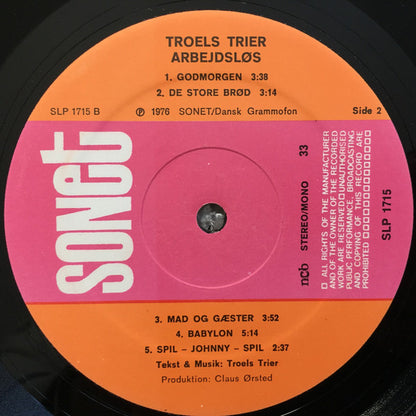 TROELS TRIER
ARBEJDSLØS
1. GODMORGEN 3:38
2. DE STORE BRØD 3:14
SLP 1715 B
Ⓟ 1976 SONET/Dansk Grammofon
Side 2
SONET
ncb STEREO/MONO 33
□ ALL RIGHTS OF THE MANUFACTURER
AND OF THE OWNER OF THE RECORDED
WORK ARE RESERVED □ UNAUTHORISED
PUBLIC PERFORMANCE, BROADCASTING
AND COPYING OF THIS RECORD ARE
PROHIBITED □ □ □ □ □ □ □ □ □ □
SLP 1715
3. MAD OG GÆSTER 3:52
4. BABYLON 5:14
5. SPIL – JOHNNY – SPIL 2:37
Tekst & Musik: Troels Trier
Produktion: Claus Ørsted